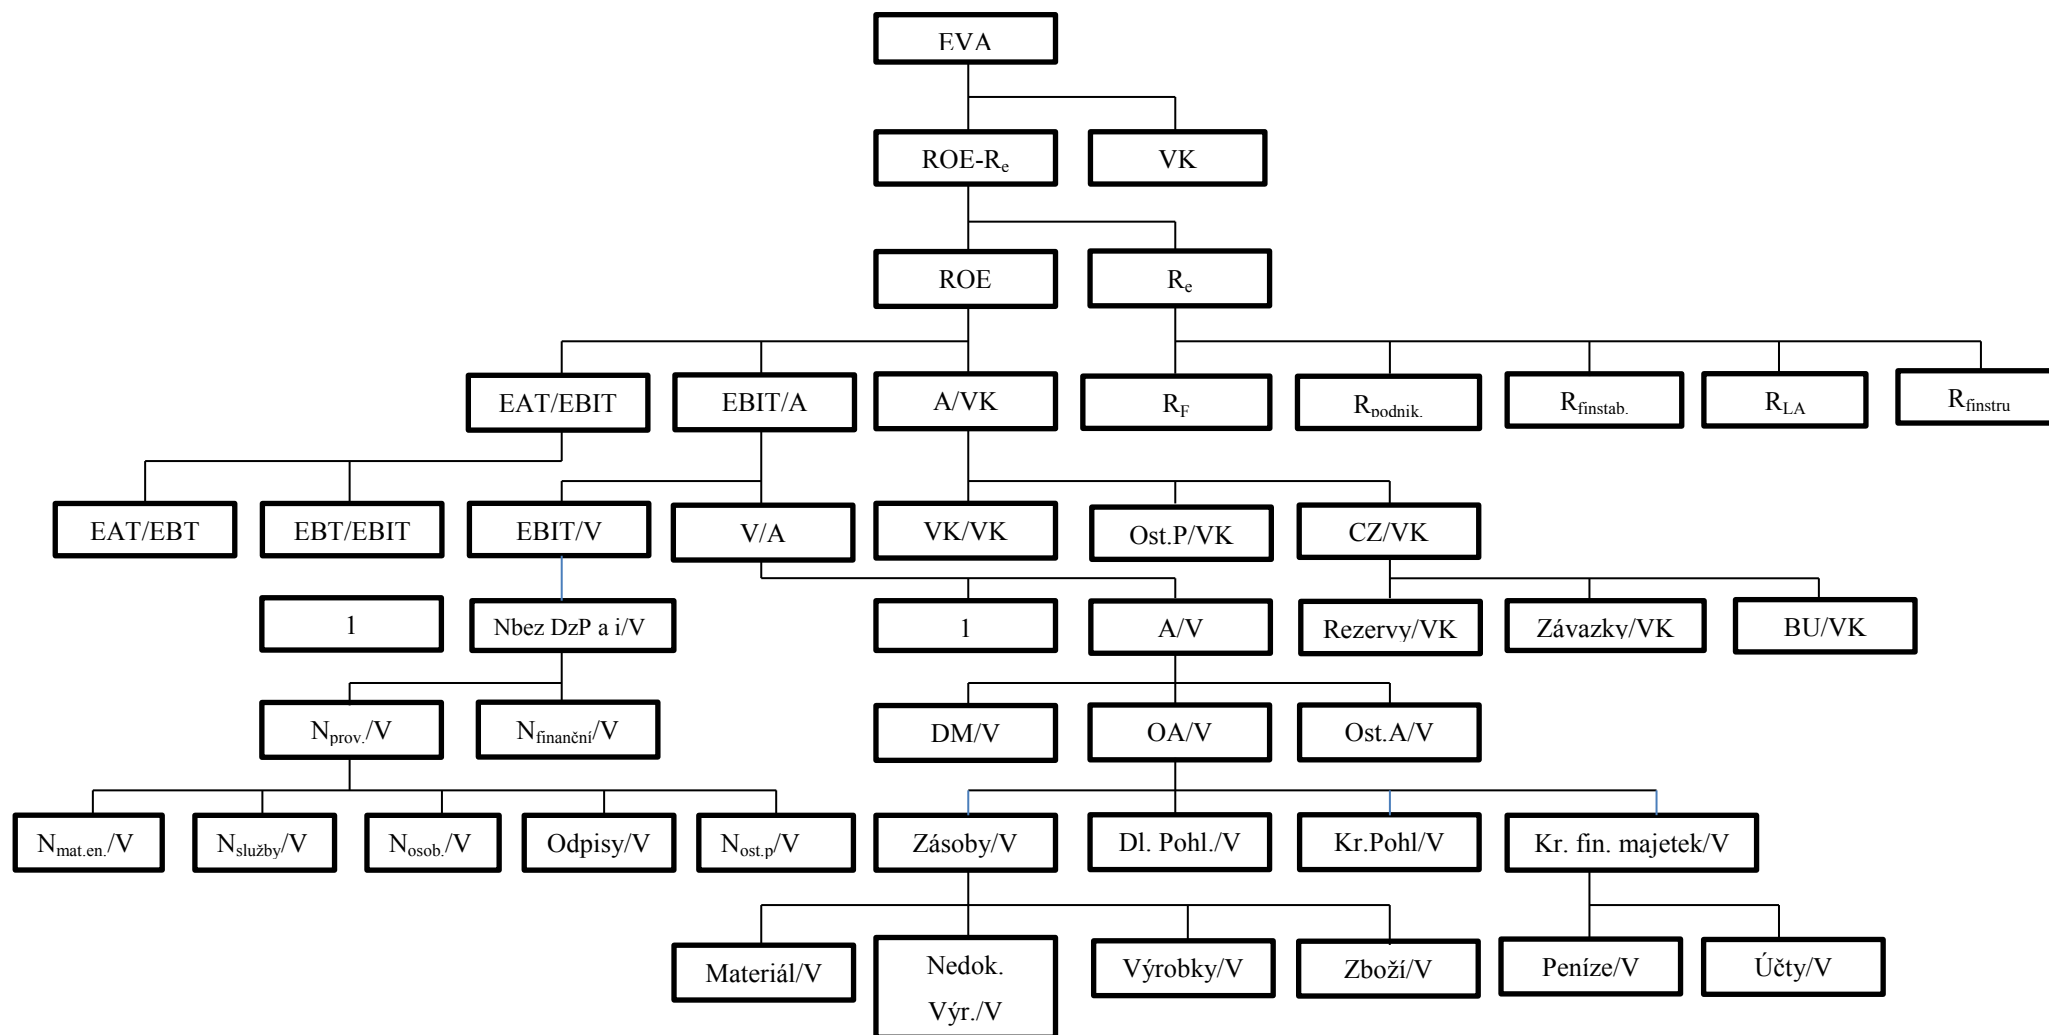 EVA
ROE-Re
VK
ROE
Re
EAT/EBIT
EBIT/A
A/VK
RF
Rpodnik.
Rfinstab.
RLA
Rfinstru
EAT/EBT
EBT/EBIT
EBIT/V
V/A
VK/VK
Ost.P/VK
CZ/VK
1
Nbez DzP a i/V
1
A/V
Rezervy/VK
Závazky/VK
BU/VK
Nprov./V
Nfinanční/V
DM/V
OA/V
Ost.A/V
Nmat.en./V
Nslužby/V
Nosob./V
Odpisy/V
Nost.p/V
Zásoby/V
Dl. Pohl./V
Kr.Pohl/V
Kr. fin. majetek/V
Materiál/V
Nedok.
Výr./V
Výrobky/V
Zboží/V
Peníze/V
Účty/V